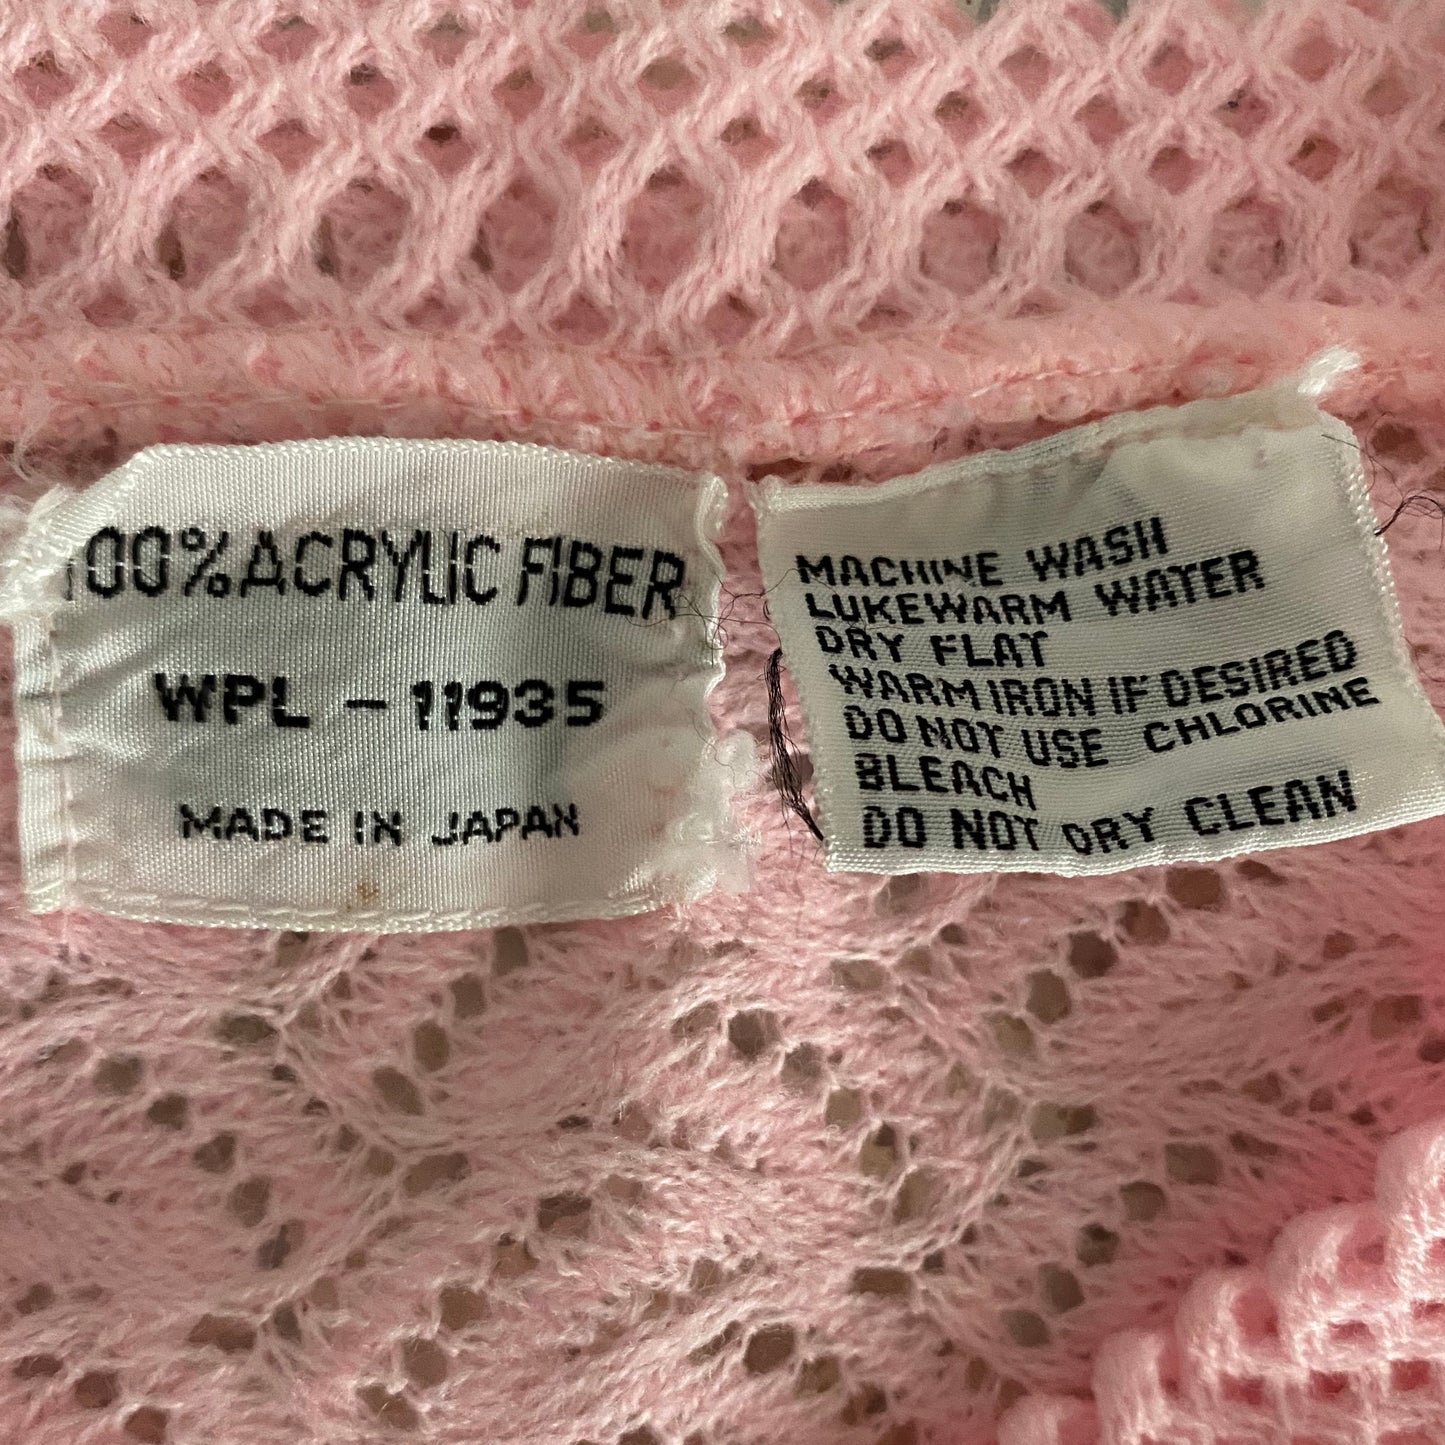 100% ACRYLIC FIBER
WPL - 11935
MADE IN JAPAN
MACHINE WASH
LUKEWARM WATER
DRY FLAT
WARM IRON IF DESIRED
DO NOT USE CHLORINE
BLEACH
DO NOT DRY CLEAN